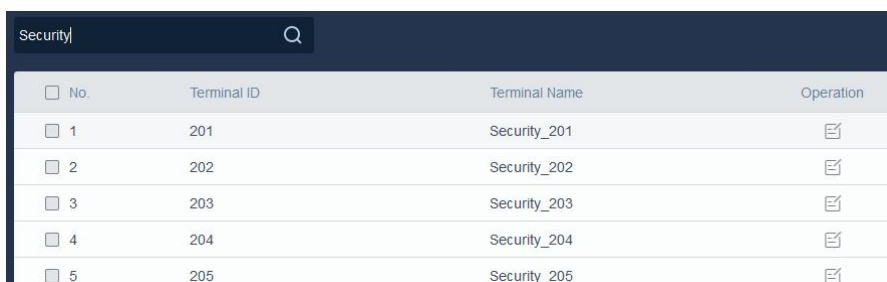 Security
No. Terminal ID Terminal Name Operation
1 201 Security_201
2 202 Security_202
3 203 Security_203
4 204 Security_204
5 205 Security_205